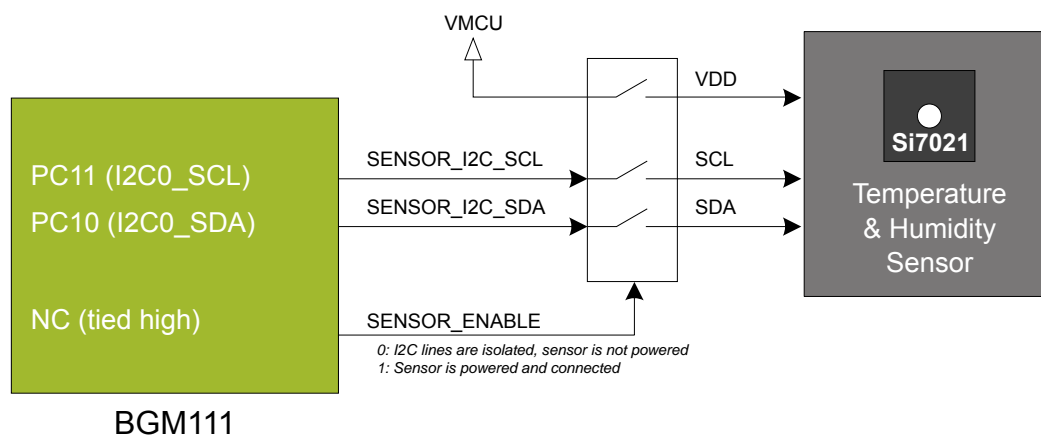 VMCU
VDD
Si7021
PC11 (I2C0_SCL)
SENSOR_I2C_SCL
SCL
PC10 (I2C0_SDA)
SENSOR_I2C_SDA
SDA
Temperature
& Humidity
Sensor
NC (tied high)
SENSOR_ENABLE
0: I2C lines are isolated, sensor is not powered
1: Sensor is powered and connected
BGM111